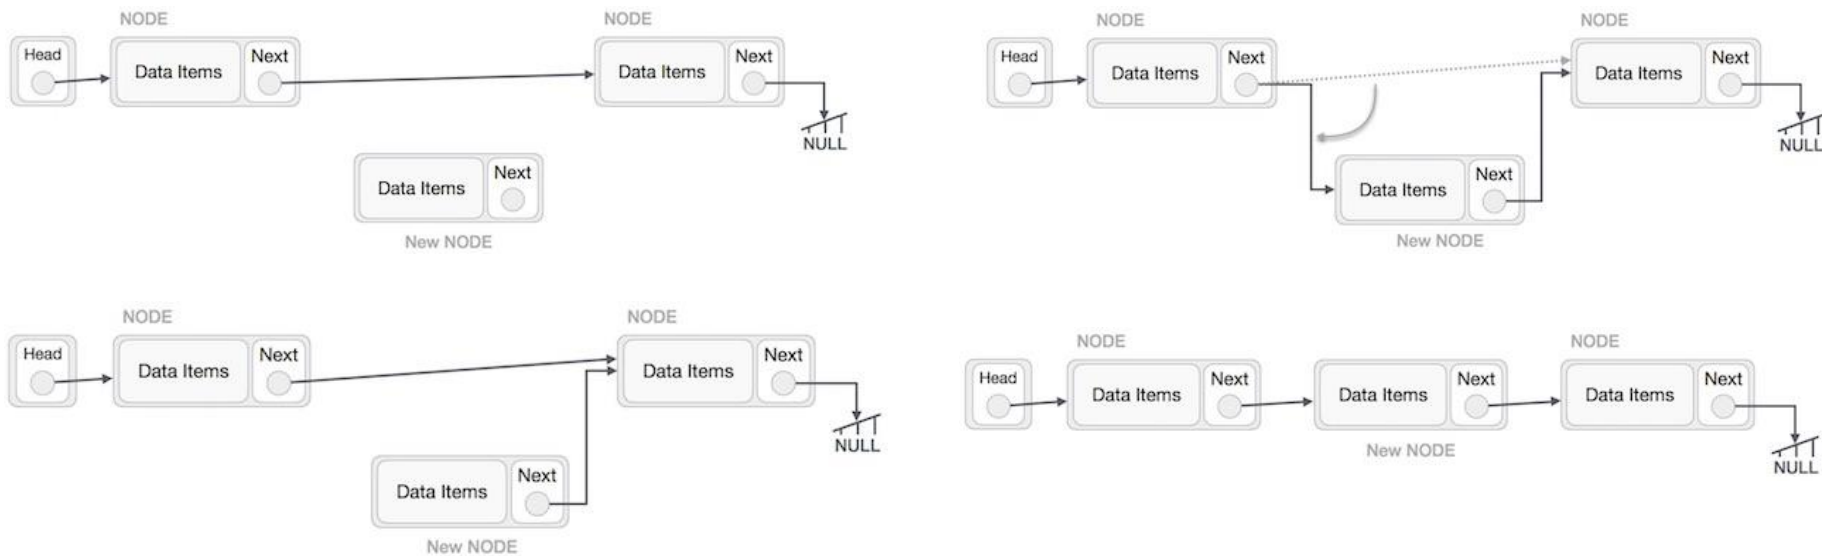 NODE
NODE
Head
Data Items
Next
Data Items
Next
NULL
Data Items
Next
New NODE
NODE
NODE
Head
Data Items
Next
Data Items
Next
NULL
Data Items
Next
New NODE
NODE
NODE
Head
Data Items
Next
Data Items
Next
NULL
Data Items
Next
New NODE
NODE
NODE
Head
Data Items
Next
Data Items
Next
Data Items
Next
New NODE
NULL